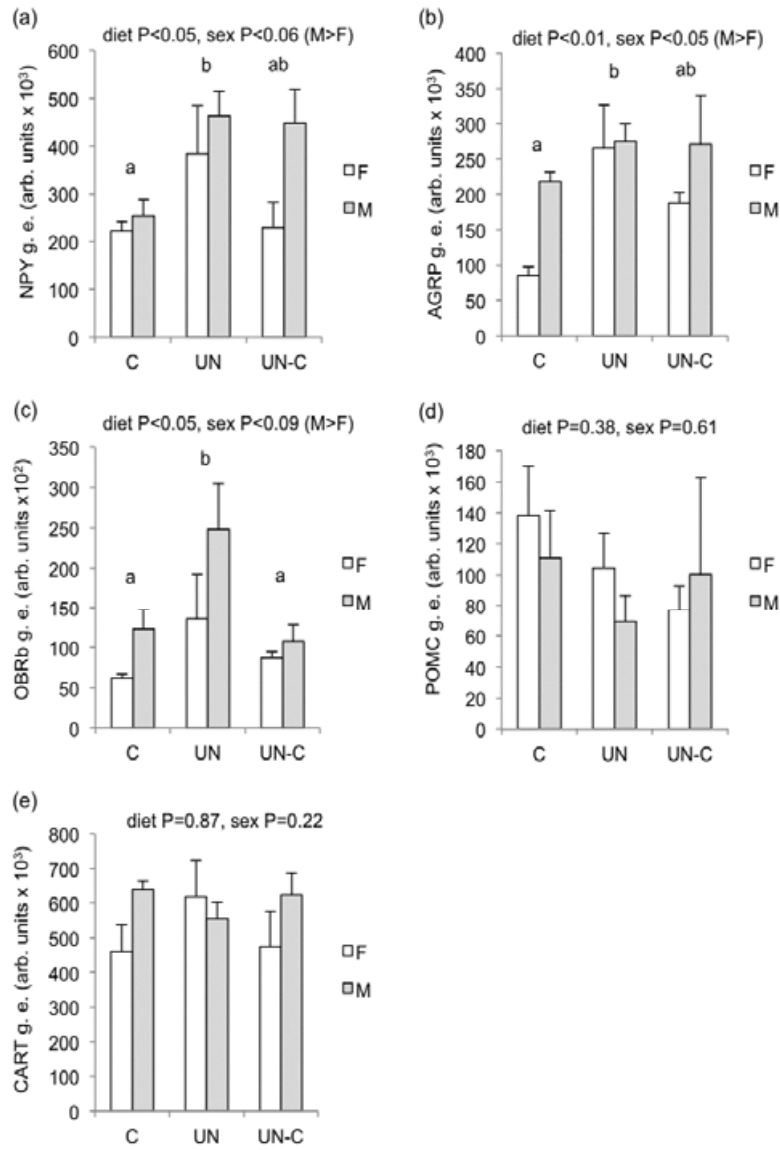 (a)
diet P<0.05, sex P<0.06 (M>F)
NPY g. e. (arb. units x 10³)
600
500
400
300
200
100
0
a
b
ab
F
M
C
UN
UN-C
(b)
diet P<0.01, sex P<0.05 (M>F)
AGRP g. e. (arb. units x 10³)
400
350
300
250
200
150
100
50
0
a
b
ab
F
M
C
UN
UN-C
(c)
diet P<0.05, sex P<0.09 (M>F)
OBRb g. e. (arb. units x10²)
350
300
250
200
150
100
50
0
a
b
a
F
M
C
UN
UN-C
(d)
diet P=0.38, sex P=0.61
POMC g. e. (arb. units x 10³)
180
160
140
120
100
80
60
40
20
0
F
M
C
UN
UN-C
(e)
diet P=0.87, sex P=0.22
CART g. e. (arb. units x 10³)
800
700
600
500
400
300
200
100
0
F
M
C
UN
UN-C